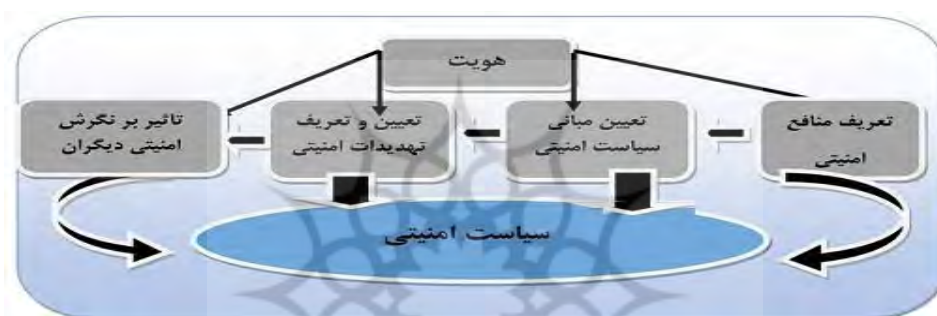 هویت
تعریف منافع
امنیتی
تعیین مبانی
سیاست امنیتی
تعیین و تعریف
تهدیدات امنیتی
تاثیر بر نگرش
امنیتی دیگران
سیاست امنیتی